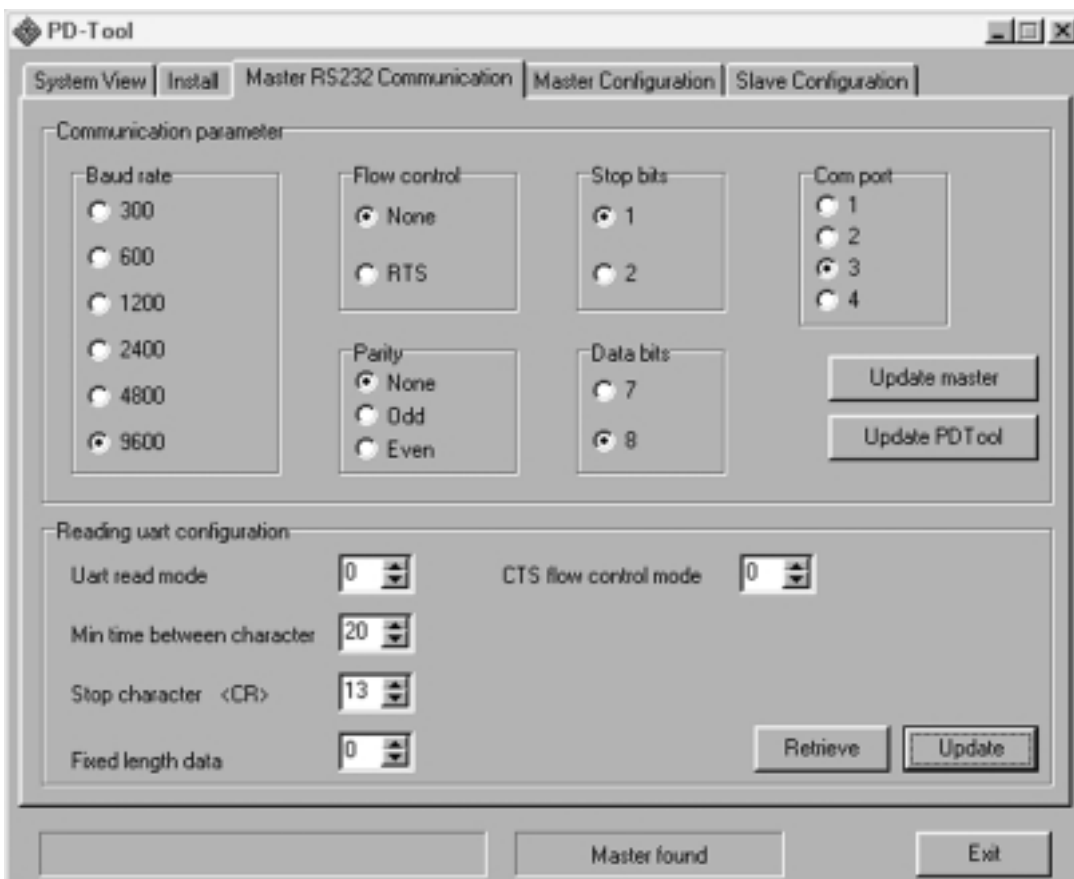 PD-Tool
System View Install Master RS232 Communication Master Configuration Slave Configuration
Communication parameter
Baud rate
300
600
1200
2400
4800
9600
Flow control
None
RTS
Parity
None
Odd
Even
Stop bits
1
2
Data bits
7
8
Com port
1
2
3
4
Update master
Update PDTool
Reading uart configuration
Uart read mode 0
CTS flow control mode 0
Min time between character 20
Stop character <CR> 13
Fixed length data 0
Retrieve Update
Master found
Exit